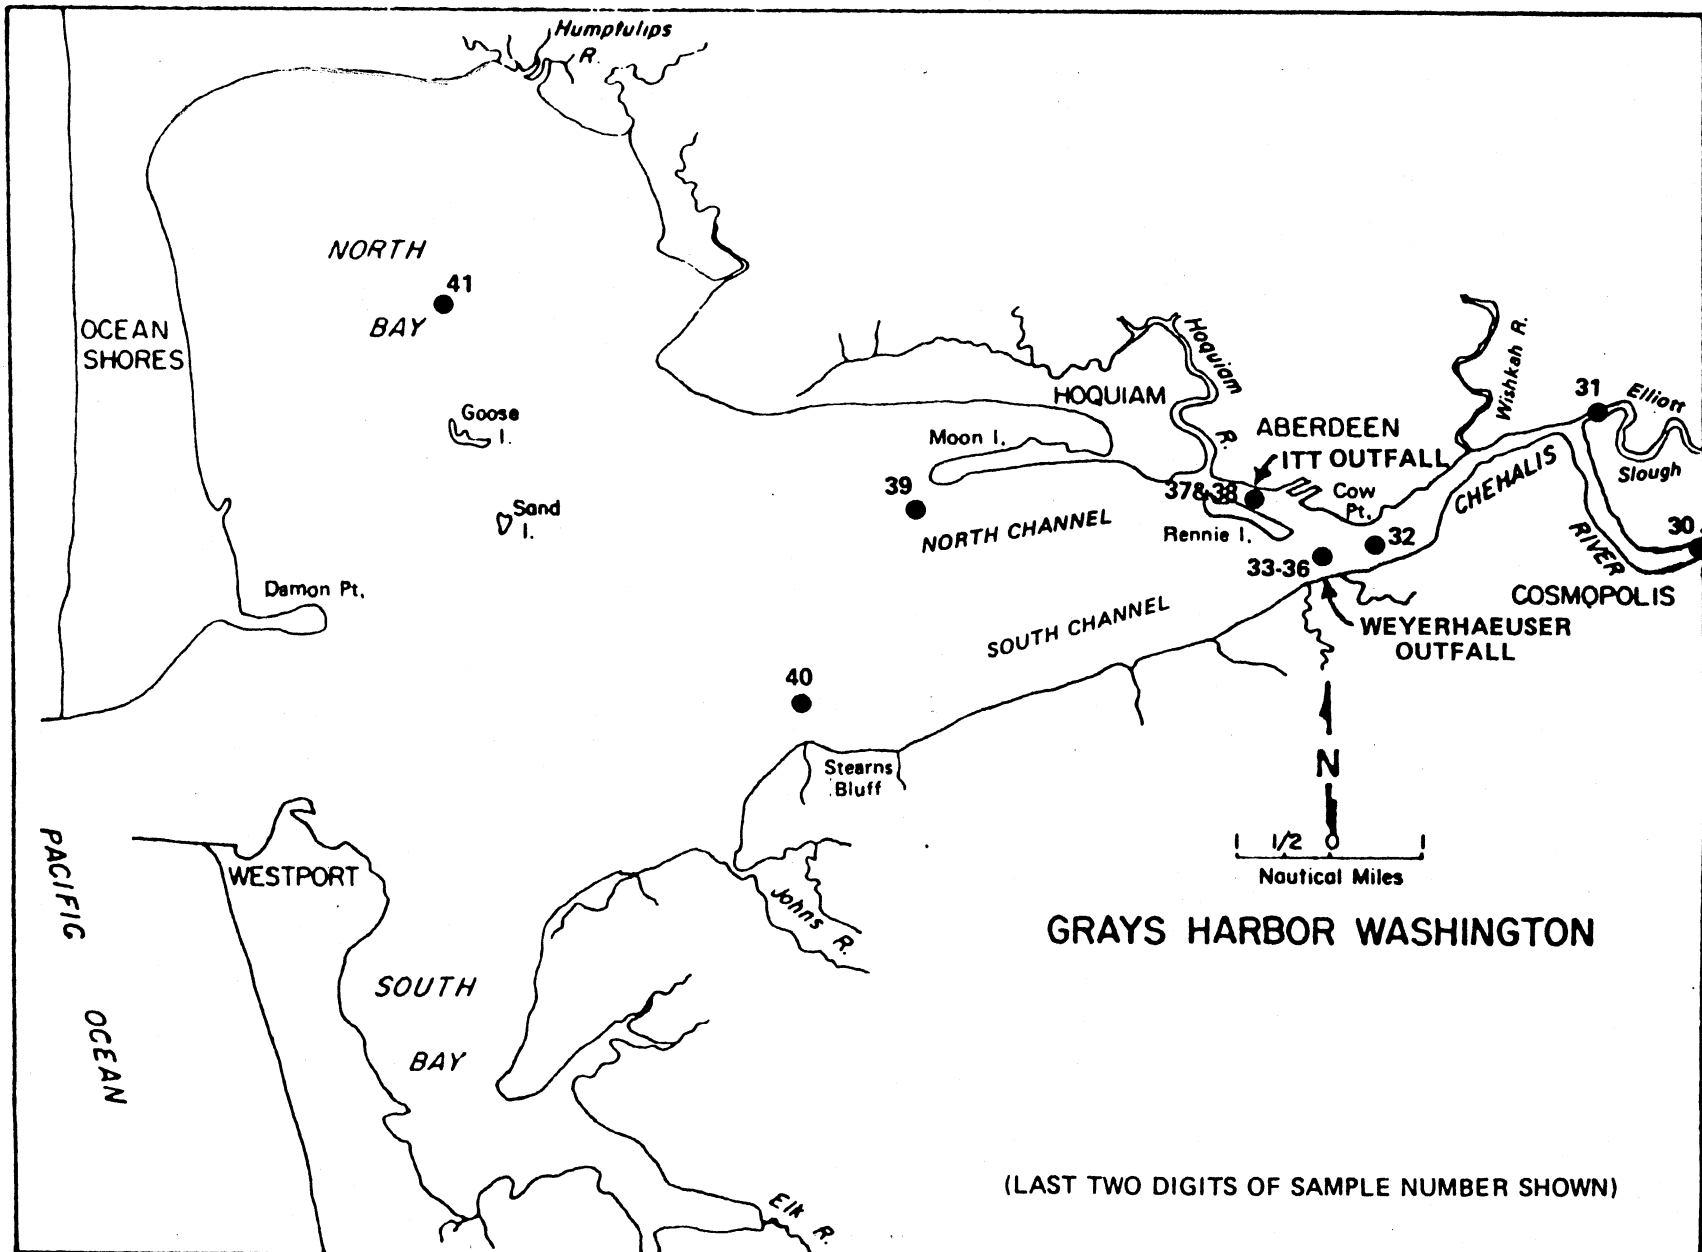 Humptulips
R.
NORTH
BAY
41
OCEAN
SHORES
Goose
I.
Sand
I.
Damon Pt.
HOQUIAM
Hoquiam
R.
Moon I.
39
NORTH CHANNEL
37&38
Rennie I.
ABERDEEN
ITT OUTFALL
Cow
Pt.
Wishkah R.
31
Elliott
Slough
CHEHALIS
RIVER
30
COSMOPOLIS
32
33-36
WEYERHAEUSER
OUTFALL
SOUTH CHANNEL
40
Stearns
Bluff
N
1 1/2 0 1
Nautical Miles
PACIFIC
OCEAN
WESTPORT
Johns R.
SOUTH
BAY
Elk R.
GRAYS HARBOR WASHINGTON
(LAST TWO DIGITS OF SAMPLE NUMBER SHOWN)